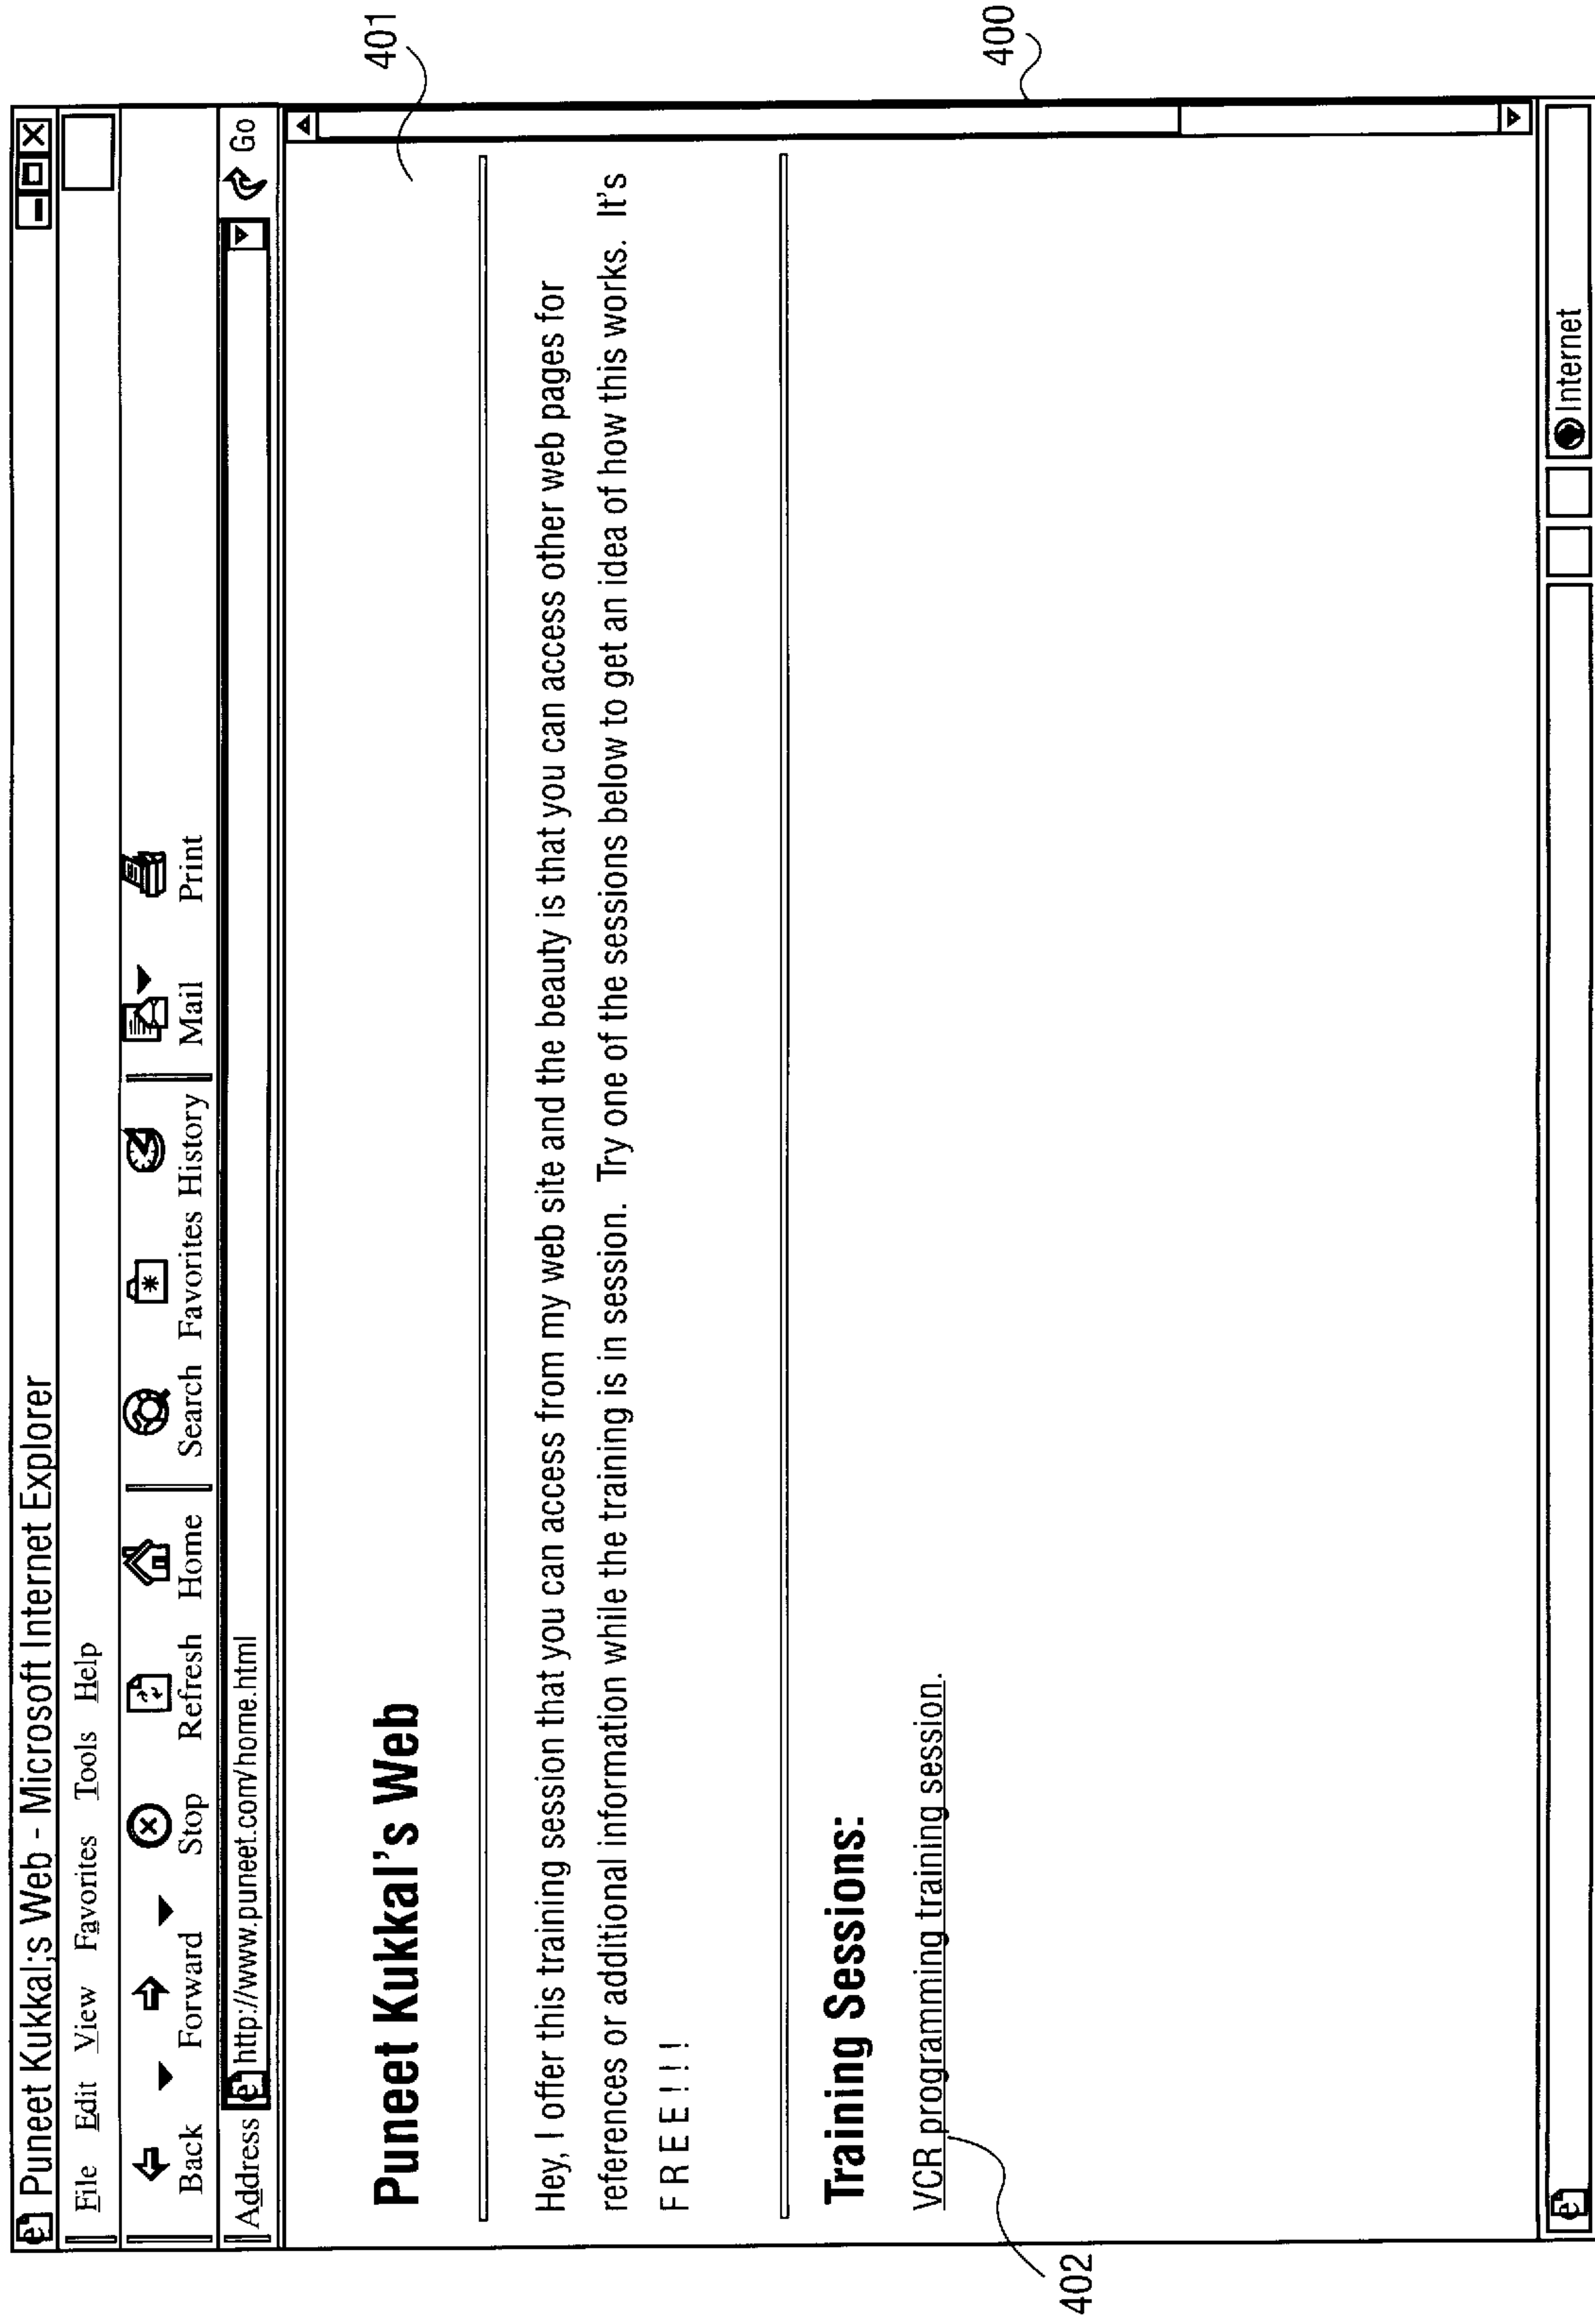 Puneet Kukkal;s Web - Microsoft Internet Explorer
File Edit View Favorites Tools Help
Back Forward Stop Refresh Home Search Favorites History Mail Print
Address http://www.puneet.com/home.html Go
401
Puneet Kukkal's Web
Hey, I offer this training session that you can access from my web site and the beauty is that you can access other web pages for
references or additional information while the training is in session. Try one of the sessions below to get an idea of how this works. It's
F R E E ! ! !
Training Sessions:
VCR programming training session.
402
400
Internet